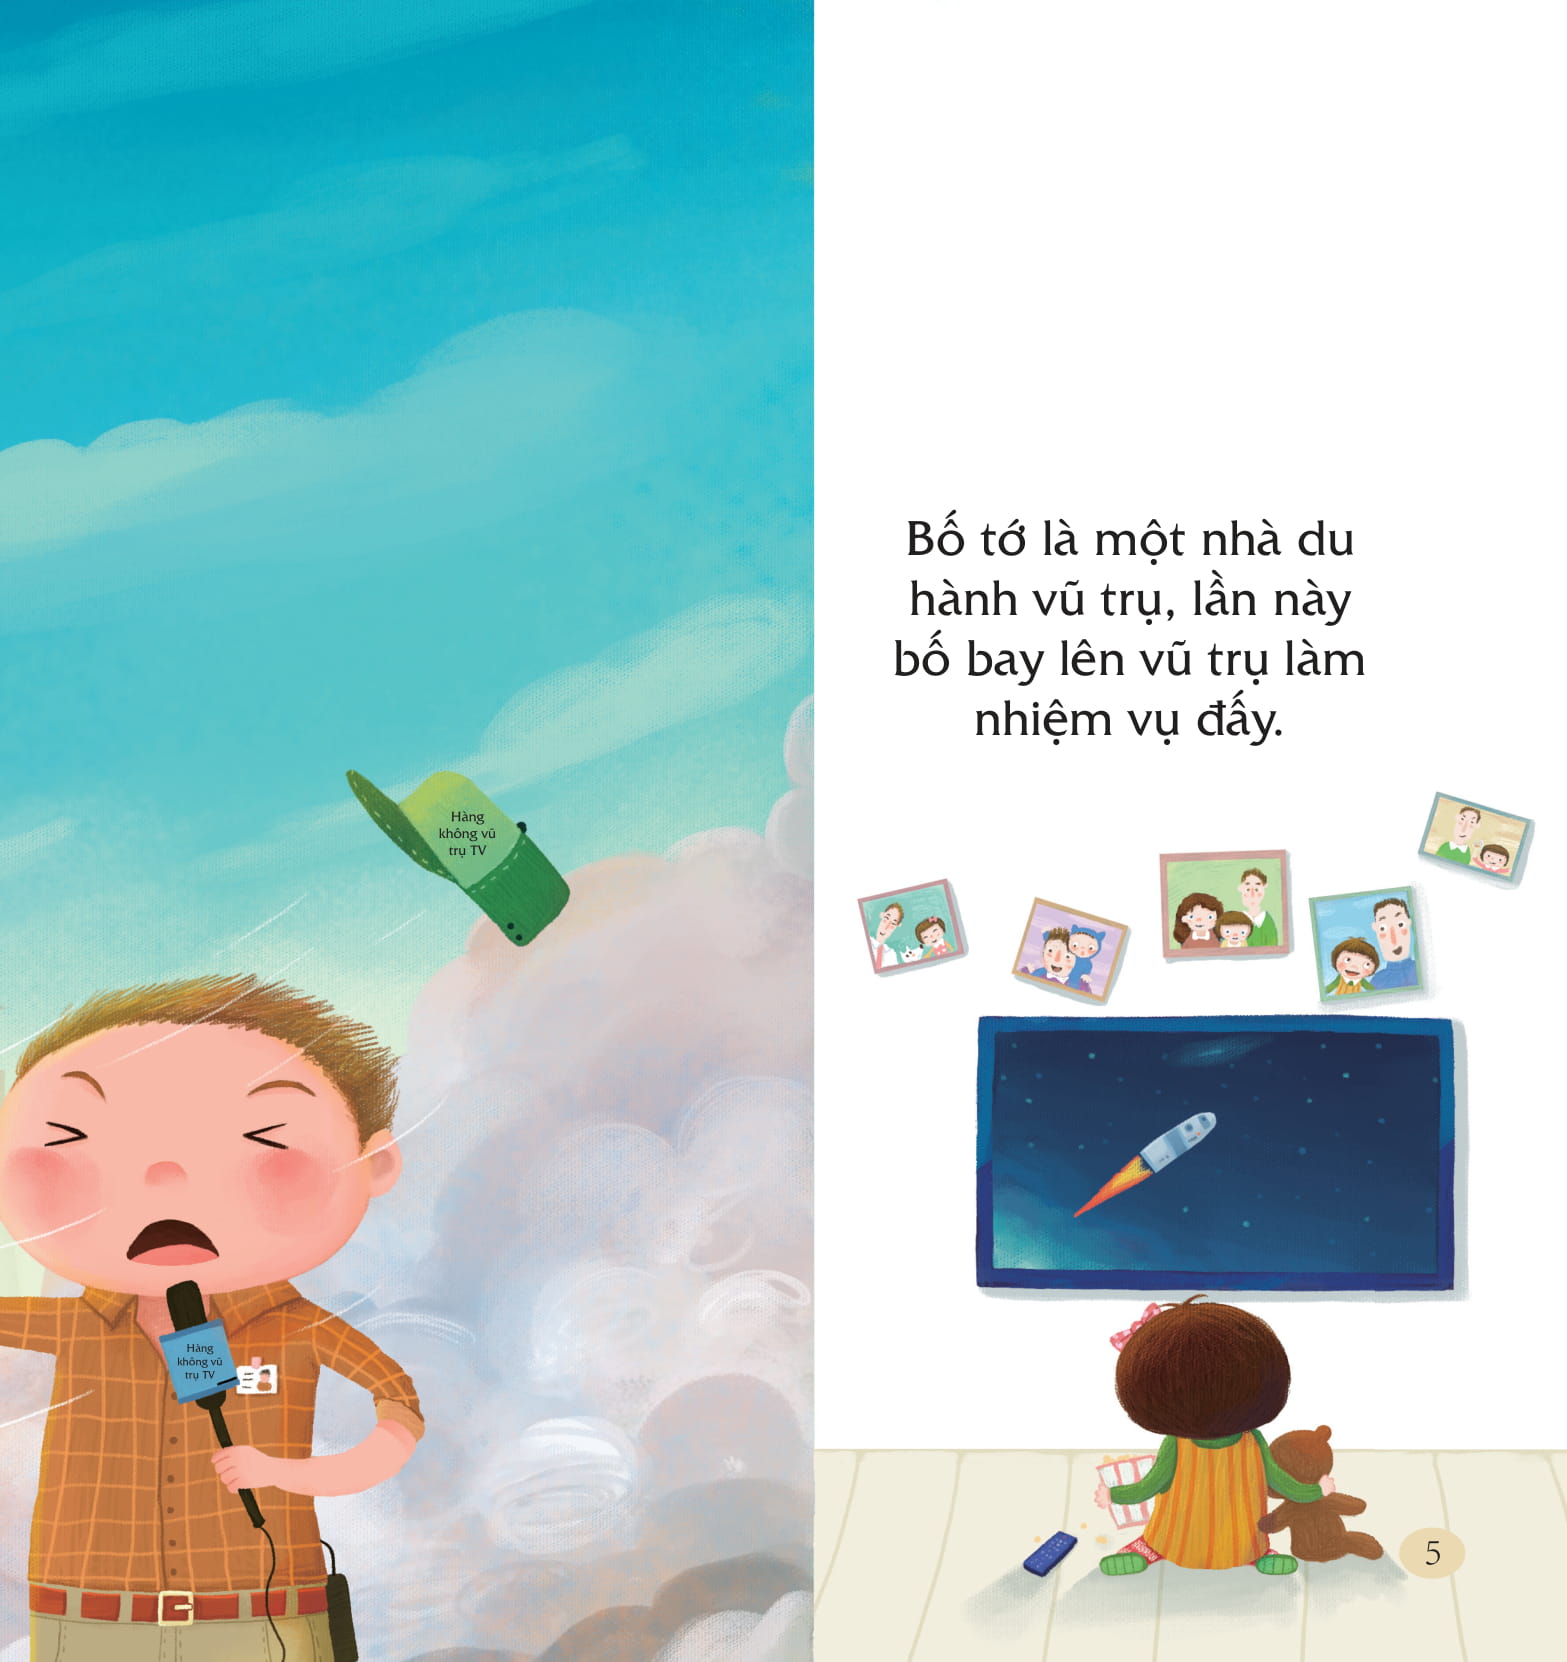 Hàng
không vũ
trụ TV
Hàng
không vũ
trụ TV
Bố tớ là một nhà du
hành vũ trụ, lần này
bố bay lên vũ trụ làm
nhiệm vụ đấy.
5